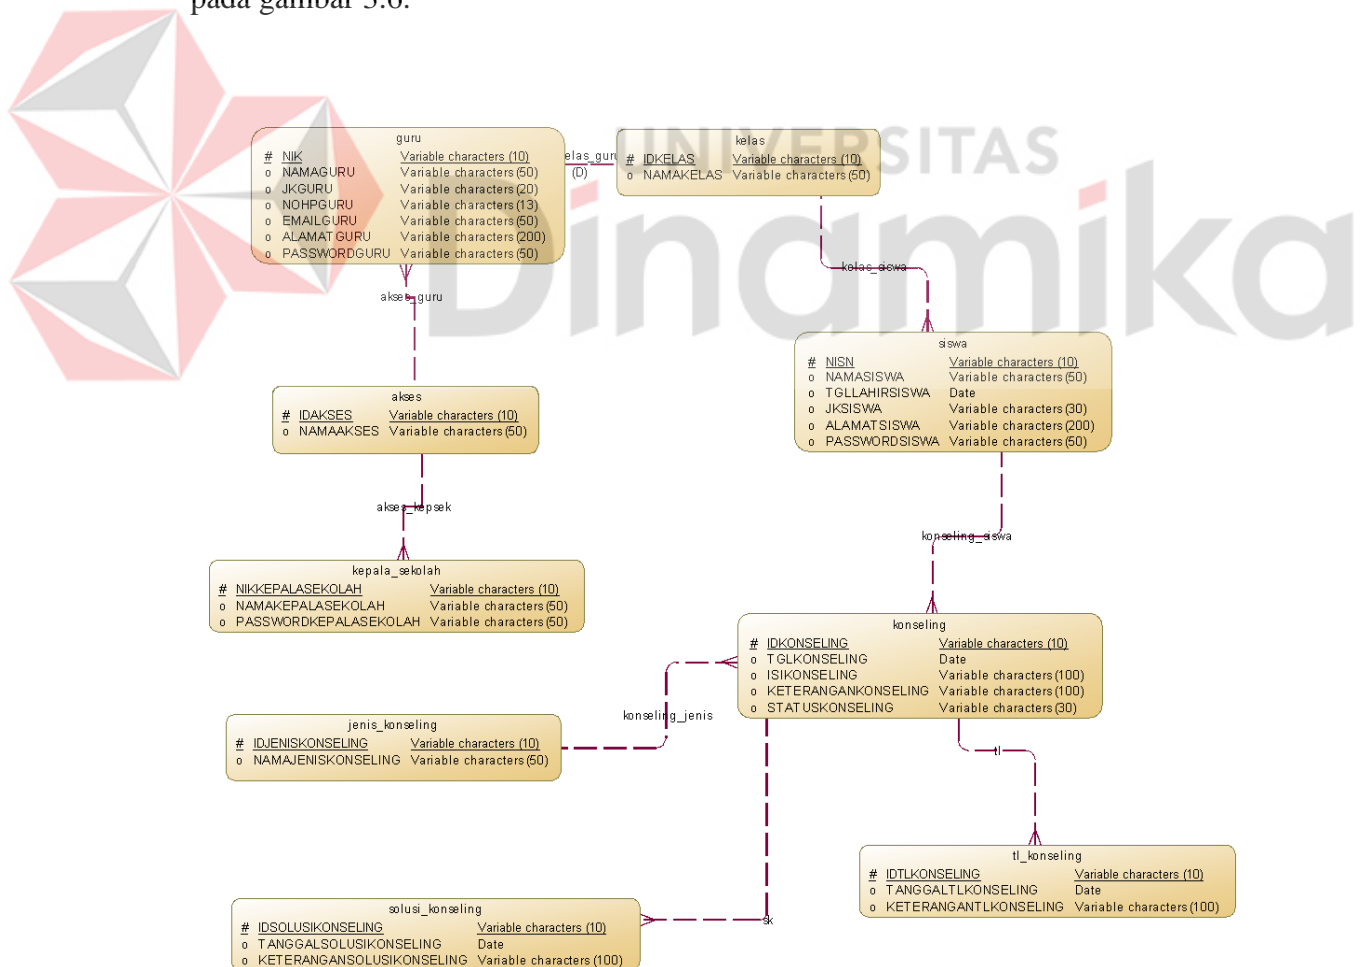 pada gambar 3.6.
UNIVERSITAS
Dinamika
guru
# NIK Variable characters (10)
o NAMAGURU Variable characters (50)
o JKGURU Variable characters (20)
o NOHPGURU Variable characters (13)
o EMAILGURU Variable characters (50)
o ALAMATGURU Variable characters (200)
o PASSWORDGURU Variable characters (50)
elas_guru
(D)
kelas
# IDKELAS Variable characters (10)
o NAMAKELAS Variable characters (50)
kelas_siswa
akses_guru
siswa
# NISN Variable characters (10)
o NAMASISWA Variable characters (50)
o TGLLAHIRSISWA Date
o JKSISWA Variable characters (30)
o ALAMATSISWA Variable characters (200)
o PASSWORDSISWA Variable characters (50)
akses
# IDAKSES Variable characters (10)
o NAMAAKSES Variable characters (50)
akses_kepsek
konseling_siswa
kepala_sekolah
# NIKKEPALASEKOLAH Variable characters (10)
o NAMAKEPALASEKOLAH Variable characters (50)
o PASSWORDKEPALASEKOLAH Variable characters (50)
konseling
# IDKONSELING Variable characters (10)
o TGLKONSELING Date
o ISIKONSELING Variable characters (100)
o KETERANGANKONSELING Variable characters (100)
o STATUSKONSELING Variable characters (30)
konseling_jenis
jenis_konseling
# IDJENISKONSELING Variable characters (10)
o NAMAJENISKONSELING Variable characters (50)
tl
tl_konseling
# IDTLKONSELING Variable characters (10)
o TANGGALTLKONSELING Date
o KETERANGANTLKONSELING Variable characters (100)
sk
solusi_konseling
# IDSOLUSIKONSELING Variable characters (10)
o TANGGALSOLUSIKONSELING Date
o KETERANGANSOLUSIKONSELING Variable characters (100)